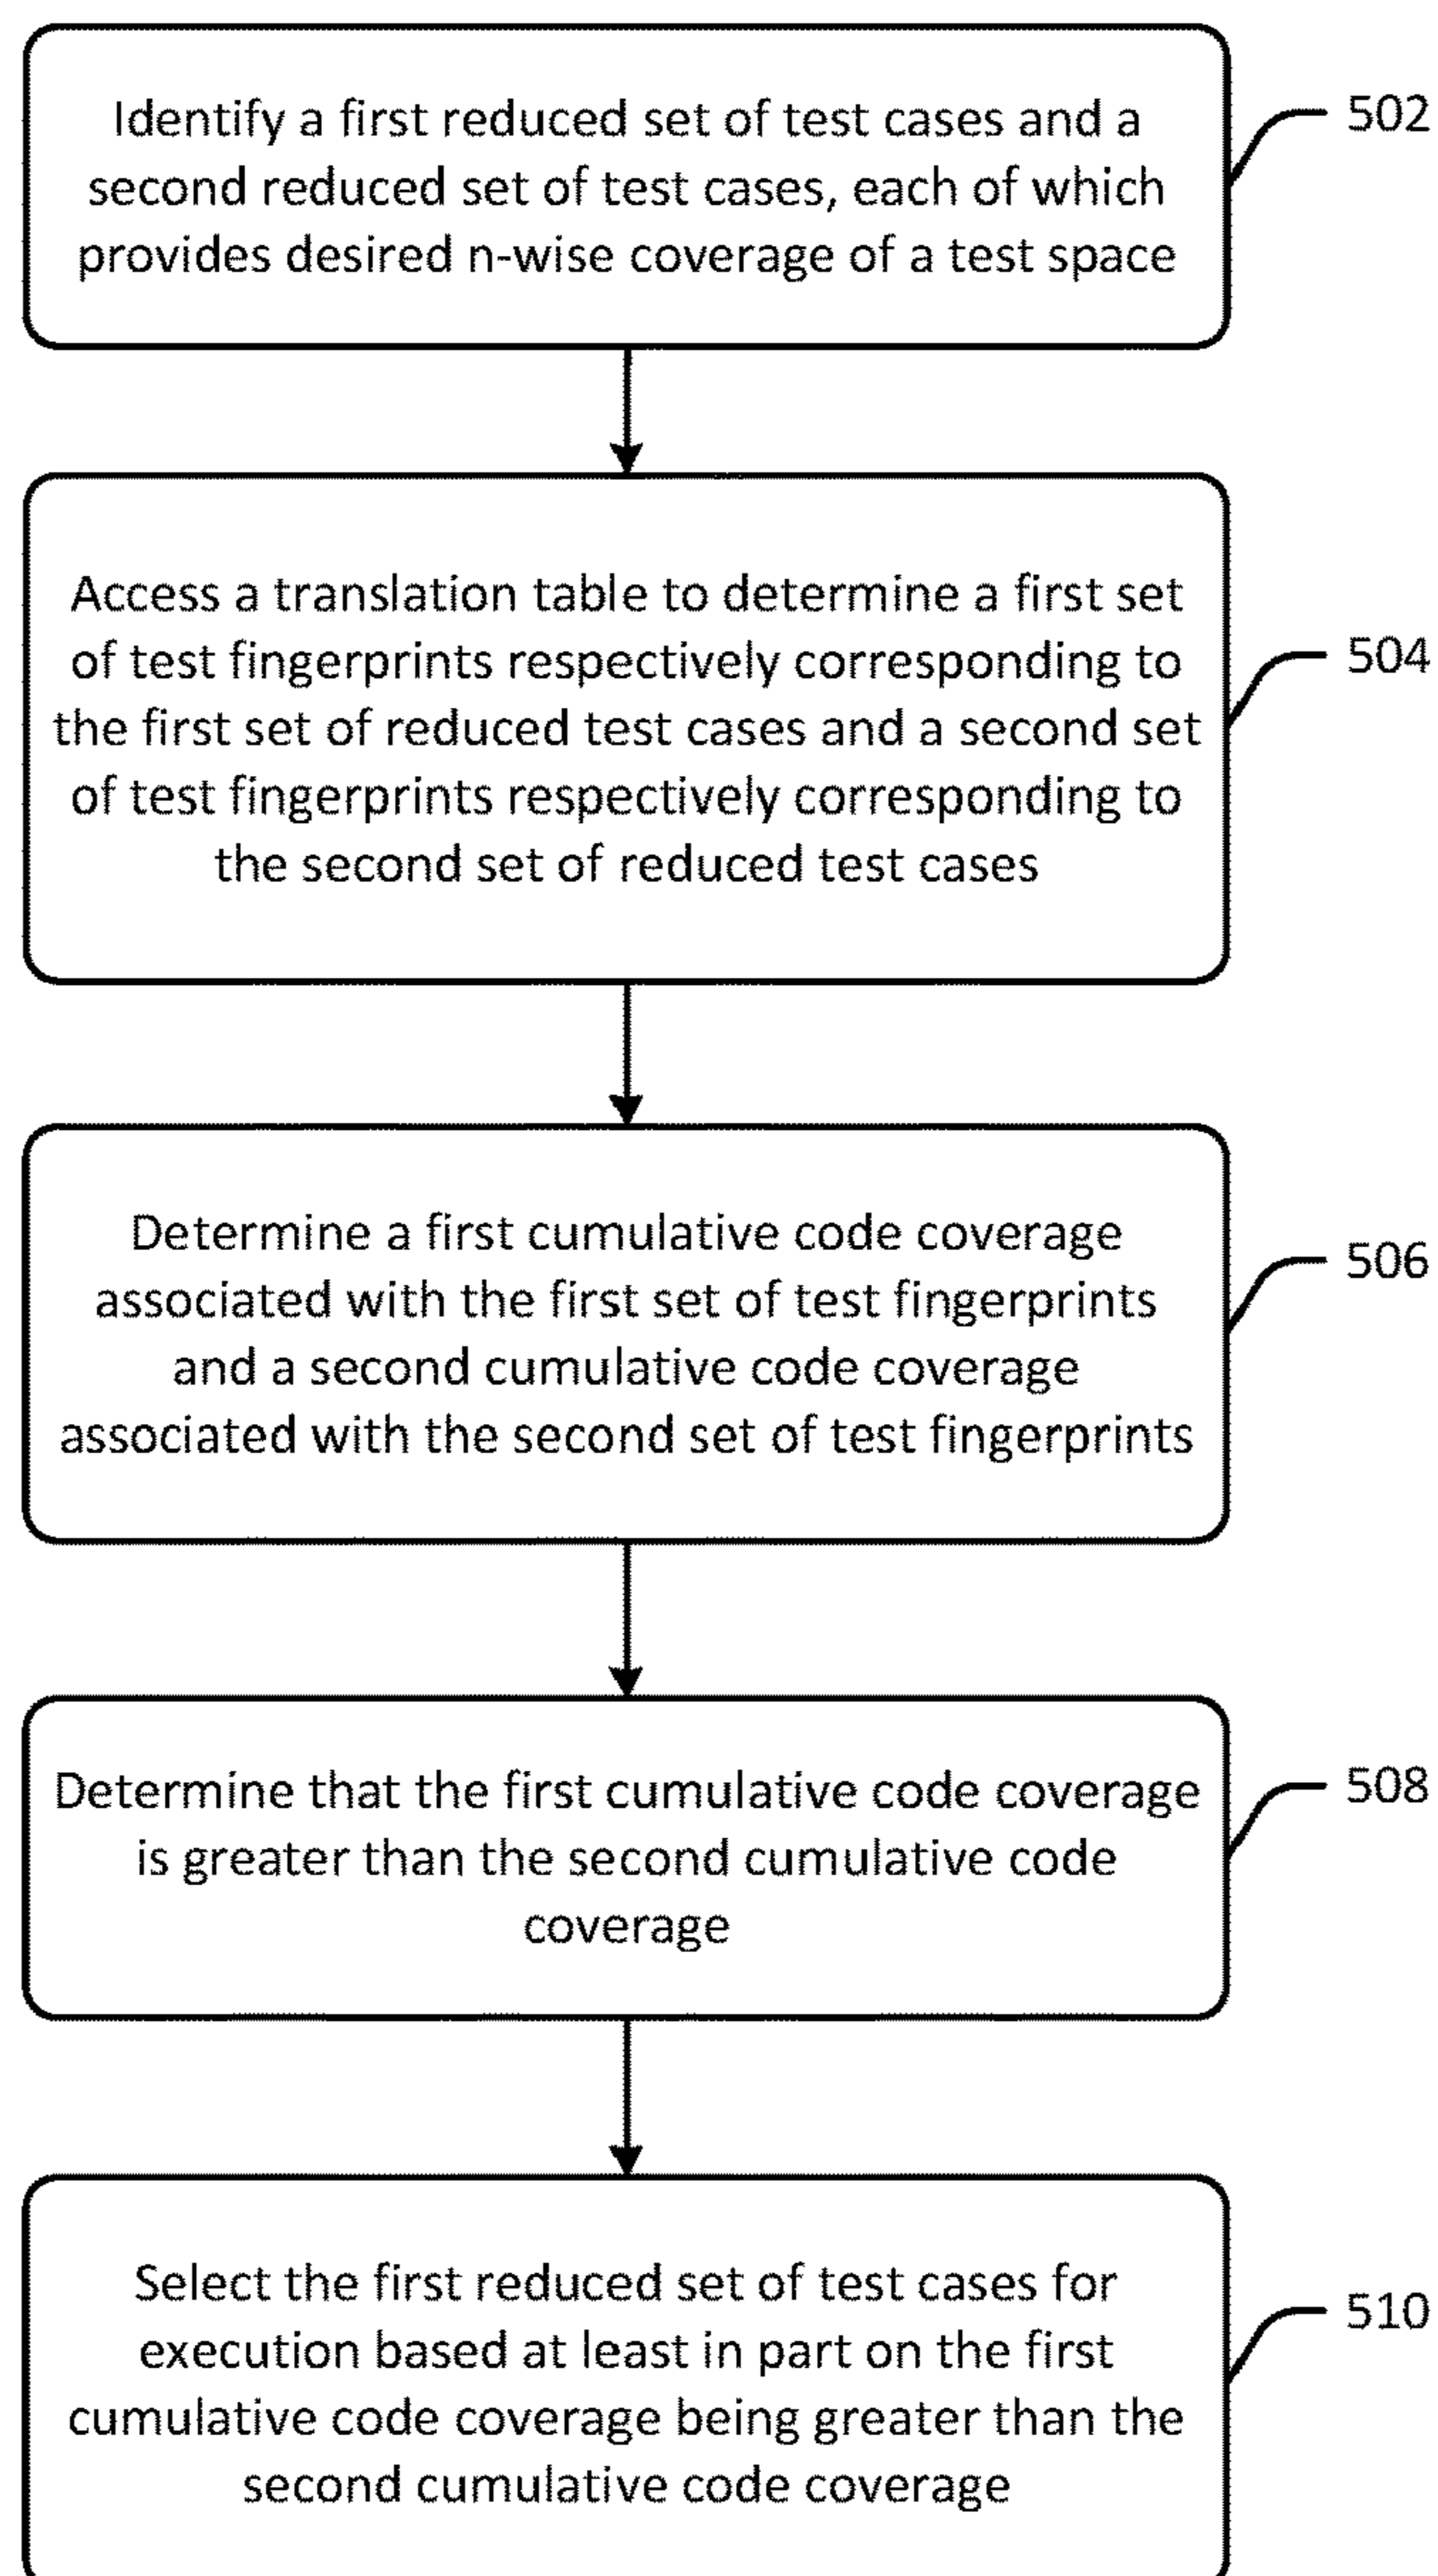 Identify a first reduced set of test cases and a
second reduced set of test cases, each of which
provides desired n-wise coverage of a test space
502
Access a translation table to determine a first set
of test fingerprints respectively corresponding to
the first set of reduced test cases and a second set
of test fingerprints respectively corresponding to
the second set of reduced test cases
504
Determine a first cumulative code coverage
associated with the first set of test fingerprints
and a second cumulative code coverage
associated with the second set of test fingerprints
506
Determine that the first cumulative code coverage
is greater than the second cumulative code
coverage
508
Select the first reduced set of test cases for
execution based at least in part on the first
cumulative code coverage being greater than the
second cumulative code coverage
510